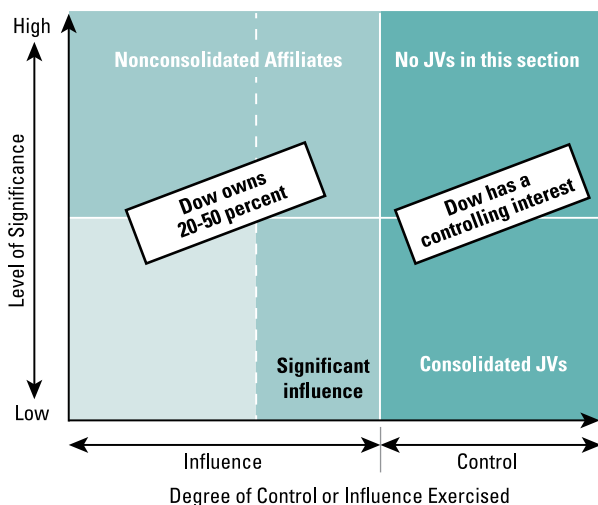 High
Nonconsolidated Affiliates
No JVs in this section
Dow owns
20-50 percent
Dow has a
controlling interest
Level of Significance
Significant
influence
Consolidated JVs
Low
Influence
Control
Degree of Control or Influence Exercised